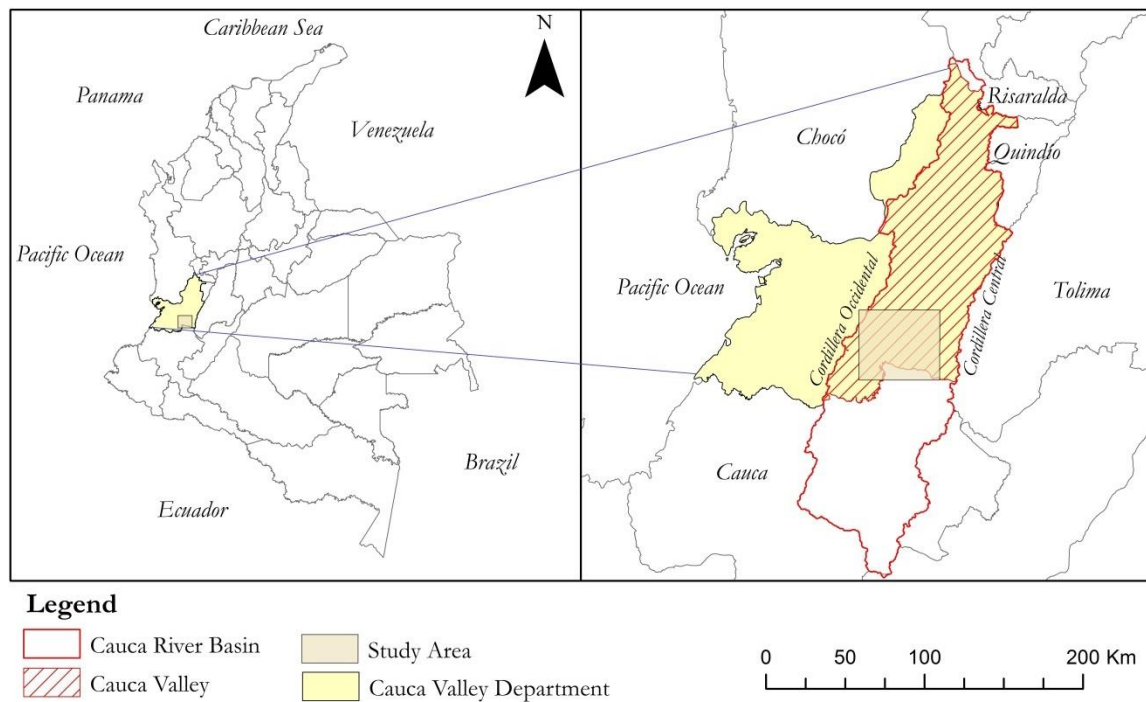 Caribbean Sea
N
Panama
Venezuela
Pacific Ocean
Brazil
Ecuador
Risaralda
Chocó
Quindío
Cordillera Occidental
Cordillera Central
Pacific Ocean
Tolima
Cauca
Legend
Cauca River Basin
Study Area
Cauca Valley
Cauca Valley Department
0 50 100 200 Km